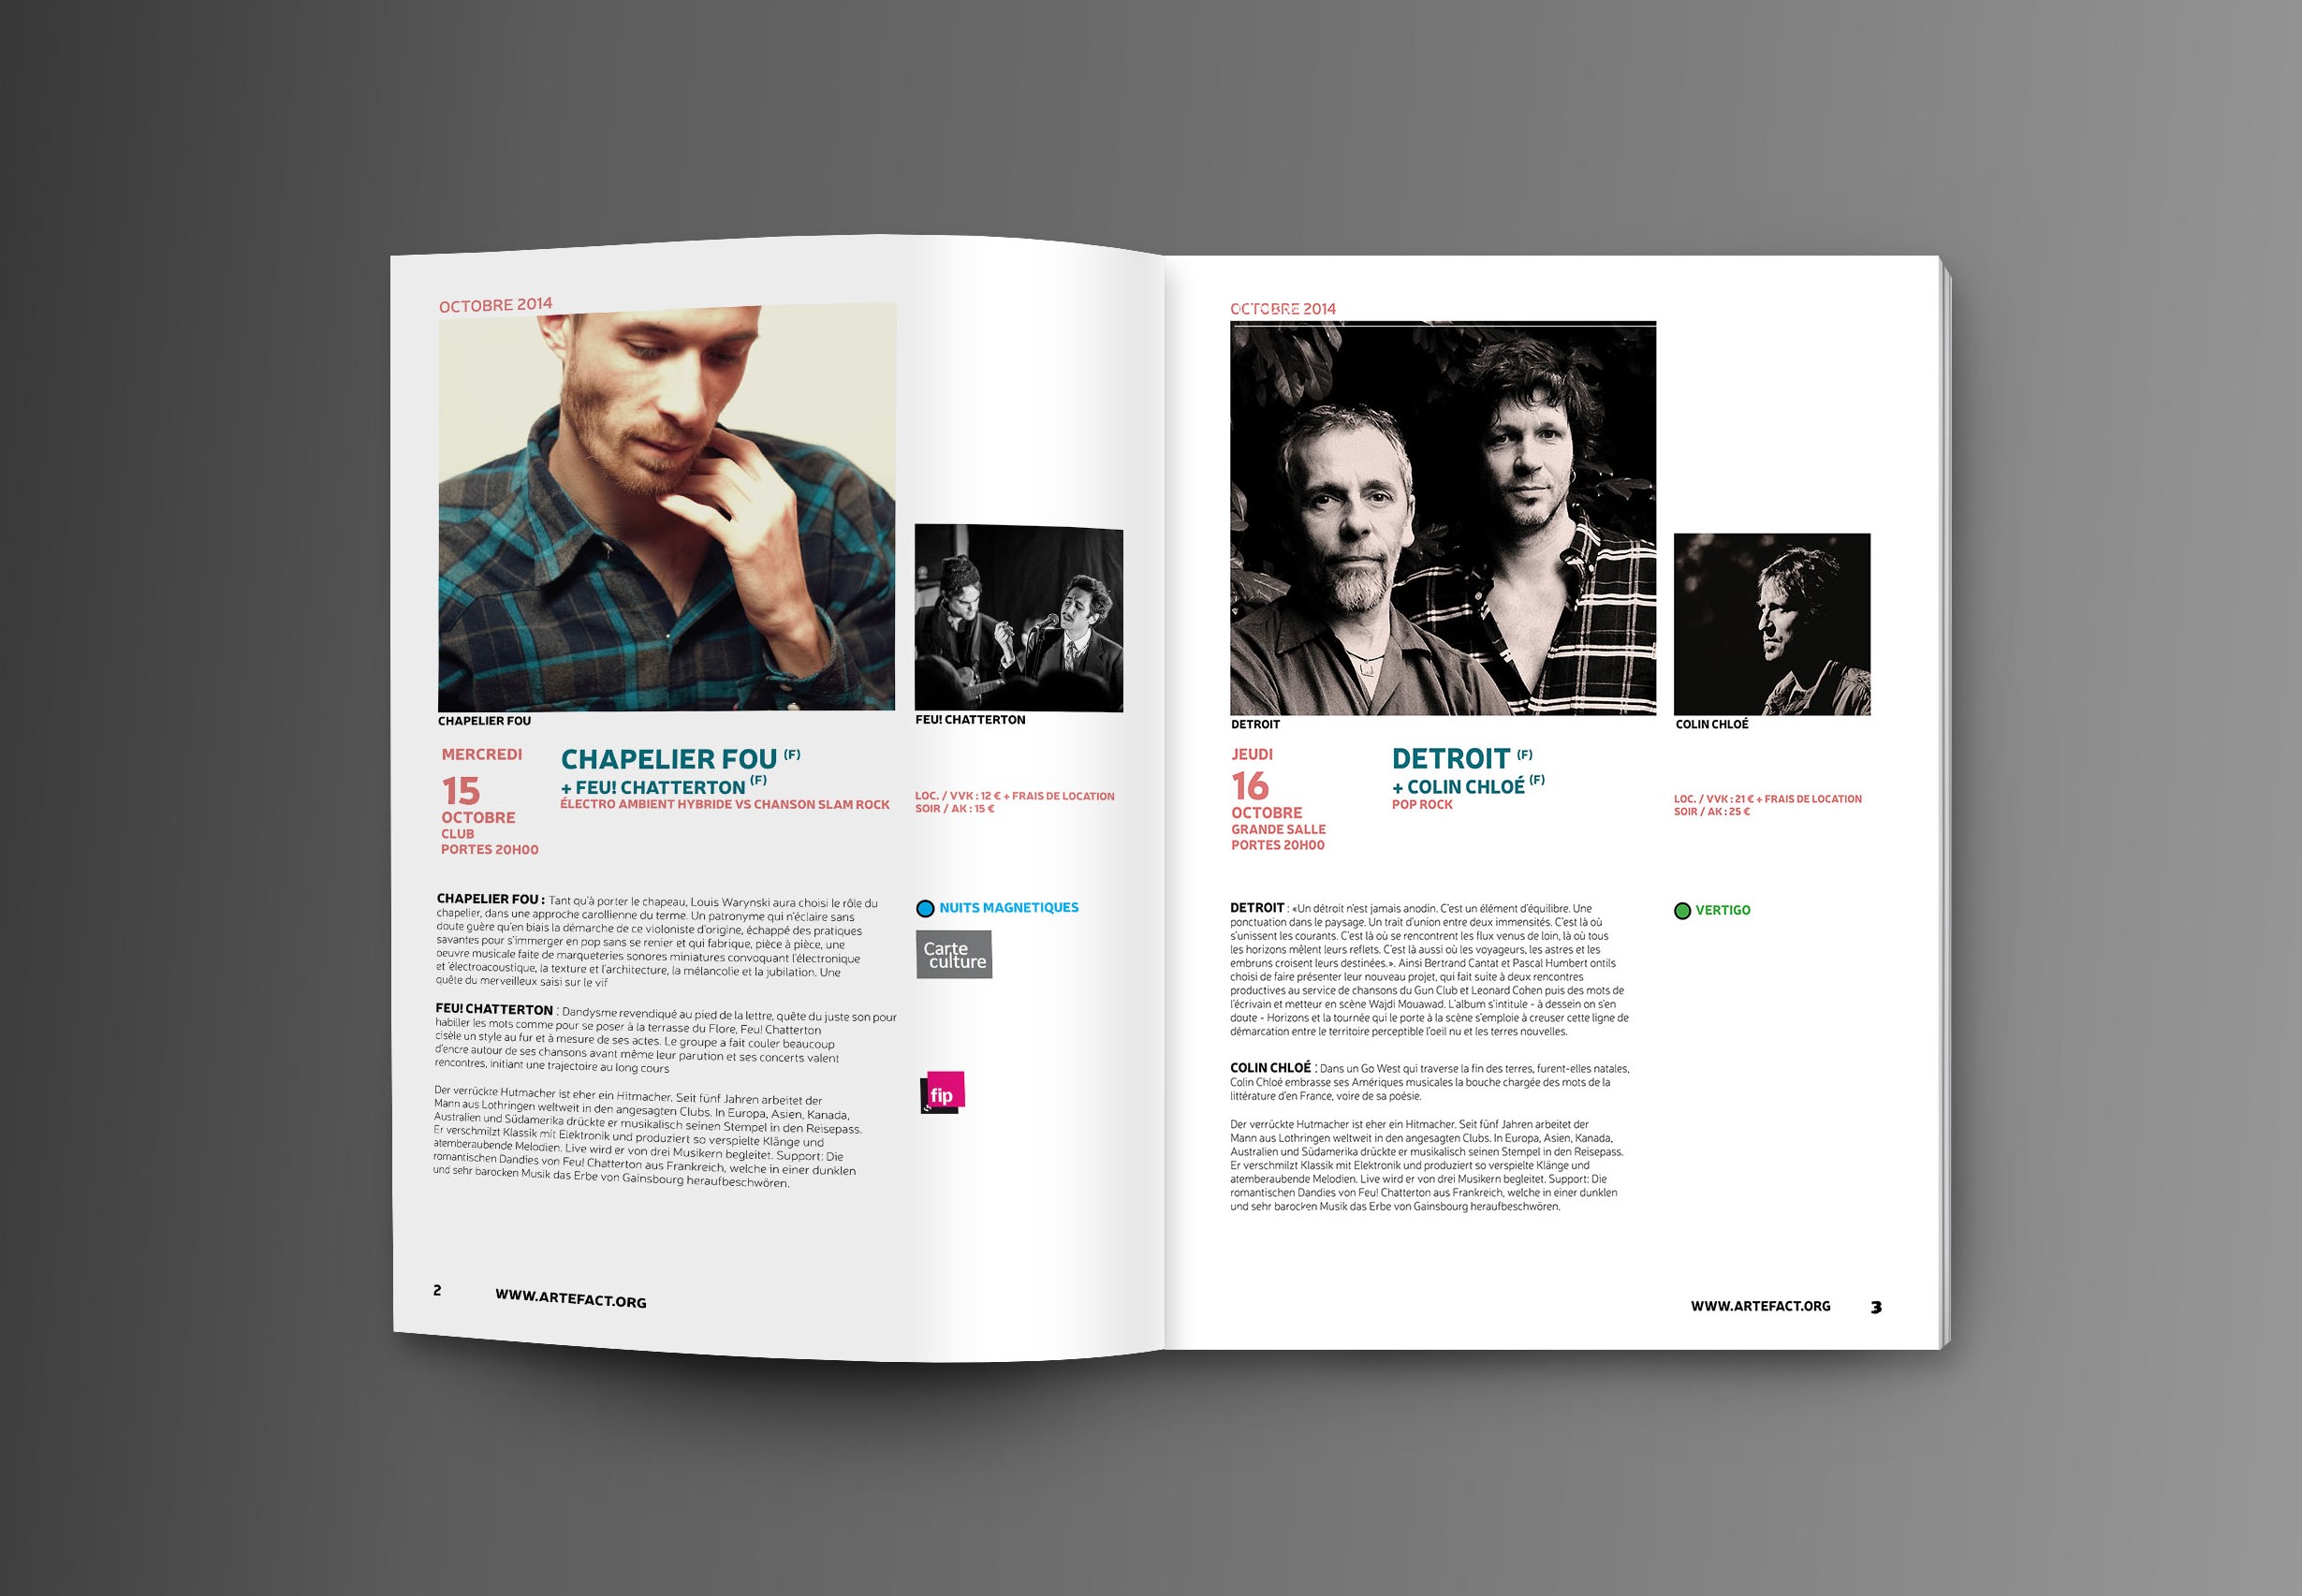 OCTOBRE 2014
CHAPELIER FOU
FEU! CHATTERTON
MERCREDI
15
OCTOBRE
CLUB
PORTES 20H00
CHAPELIER FOU (F)
+ FEU! CHATTERTON (F)
ÉLECTRO AMBIENT HYBRIDE VS CHANSON SLAM ROCK
LOC. / VVK : 12 € + FRAIS DE LOCATION
SOIR / AK : 15 €
CHAPELIER FOU : Tant qu'à porter le chapeau, Louis Warynski aura choisi le rôle du
chapelier, dans une approche carollienne du terme. Un patronyme qui n'éclaire sans
doute guère qu'en biais la démarche de ce violoniste d'origine, échappé des pratiques
savantes pour s'immerger en pop sans se renier et qui fabrique, pièce à pièce, une
oeuvre musicale faite de marqueteries sonores miniatures convoquant l'électronique
et 'électroacoustique, la texture et l'architecture, la mélancolie et la jubilation. Une
quête du merveilleux saisi sur le vif
FEU! CHATTERTON : Dandysme revendiqué au pied de la lettre, quête du juste son pour
habiller les mots comme pour se poser à la terrasse du Flore, Feu! Chatterton
cisèle un style au fur et à mesure de ses actes. Le groupe a fait couler beaucoup
d'encre autour de ses chansons avant même leur parution et ses concerts valent
rencontres, initiant une trajectoire au long cours
Der verrückte Hutmacher ist eher ein Hitmacher. Seit fünf Jahren arbeitet der
Mann aus Lothringen weltweit in den angesagten Clubs. In Europa, Asien, Kanada,
Australien und Südamerika drückte er musikalisch seinen Stempel in den Reisepass.
Er verschmilzt Klassik mit Elektronik und produziert so verspielte Klänge und
atemberaubende Melodien. Live wird er von drei Musikern begleitet. Support: Die
romantischen Dandies von Feu! Chatterton aus Frankreich, welche in einer dunklen
und sehr barocken Musik das Erbe von Gainsbourg heraufbeschwören.
NUITS MAGNETIQUES
Carte
culture
fip
2
WWW.ARTEFACT.ORG
OCTOBRE 2014
DETROIT
COLIN CHLOÉ
JEUDI
16
OCTOBRE
GRANDE SALLE
PORTES 20H00
DETROIT (F)
+ COLIN CHLOÉ (F)
POP ROCK
LOC. / VVK : 21 € + FRAIS DE LOCATION
SOIR / AK : 25 €
DETROIT : «Un détroit n'est jamais anodin. C'est un élément d'équilibre. Une
ponctuation dans le paysage. Un trait d'union entre deux immensités. C'est là où
s'unissent les courants. C'est là où se rencontrent les flux venus de loin, là où tous
les horizons mêlent leurs reflets. C'est là aussi où les voyageurs, les astres et les
embruns croisent leurs destinées.». Ainsi Bertrand Cantat et Pascal Humbert ontils
choisi de faire présenter leur nouveau projet, qui fait suite à deux rencontres
productives au service de chansons du Gun Club et Leonard Cohen puis des mots de
l'écrivain et metteur en scène Wajdi Mouawad. L'album s'intitule - à dessein on s'en
doute - Horizons et la tournée qui le porte à la scène s'emploie à creuser cette ligne de
démarcation entre le territoire perceptible l'oeil nu et les terres nouvelles.
COLIN CHLOÉ : Dans un Go West qui traverse la fin des terres, furent-elles natales,
Colin Chloé embrasse ses Amériques musicales la bouche chargée des mots de la
littérature d'en France, voire de sa poésie.
Der verrückte Hutmacher ist eher ein Hitmacher. Seit fünf Jahren arbeitet der
Mann aus Lothringen weltweit in den angesagten Clubs. In Europa, Asien, Kanada,
Australien und Südamerika drückte er musikalisch seinen Stempel in den Reisepass.
Er verschmilzt Klassik mit Elektronik und produziert so verspielte Klänge und
atemberaubende Melodien. Live wird er von drei Musikern begleitet. Support: Die
romantischen Dandies von Feu! Chatterton aus Frankreich, welche in einer dunklen
und sehr barocken Musik das Erbe von Gainsbourg heraufbeschwören.
VERTIGO
WWW.ARTEFACT.ORG
3